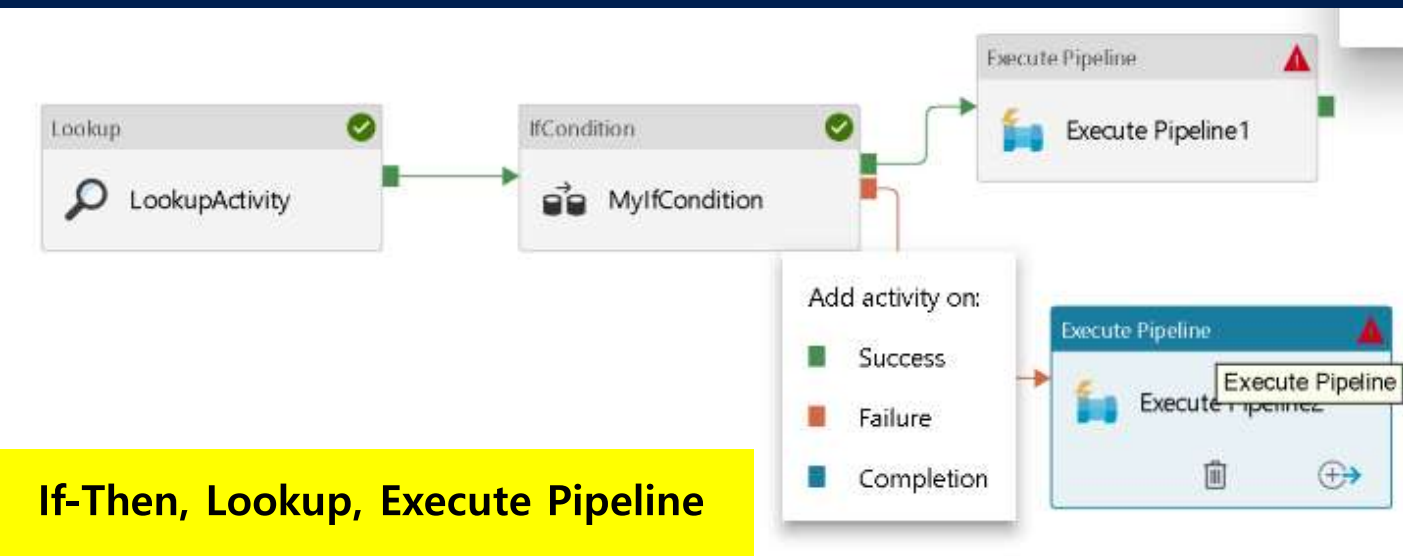 Execute Pipeline
Execute Pipeline1
Lookup
LookupActivity
IfCondition
MyIfCondition
Add activity on:
Success
Failure
Completion
Execute Pipeline
Execute Pipeline
Execute
If-Then, Lookup, Execute Pipeline